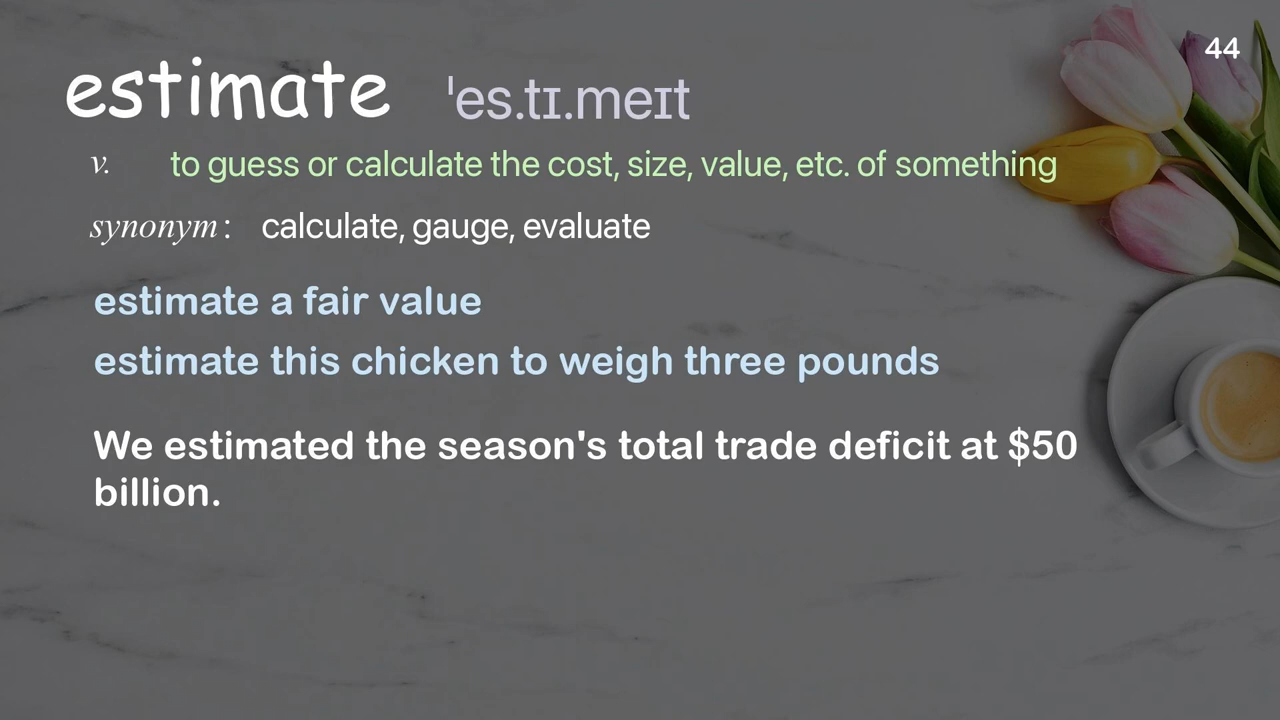 44
estimate ˈes.tɪ.meɪt
v. to guess or calculate the cost, size, value, etc. of something
synonym: calculate, gauge, evaluate
estimate a fair value
estimate this chicken to weigh three pounds
We estimated the season's total trade deficit at $50
billion.